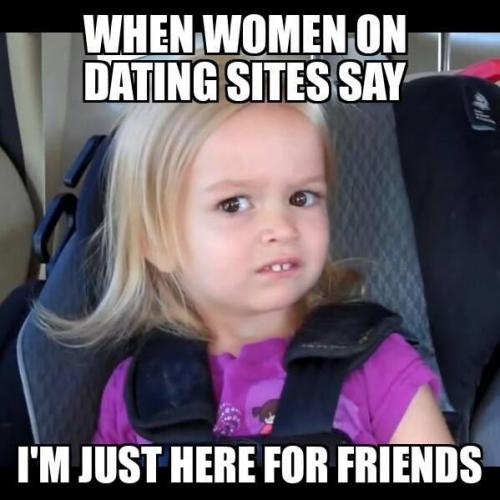 WHEN WOMEN ON
DATING SITES SAY
I'M JUST HERE FOR FRIENDS